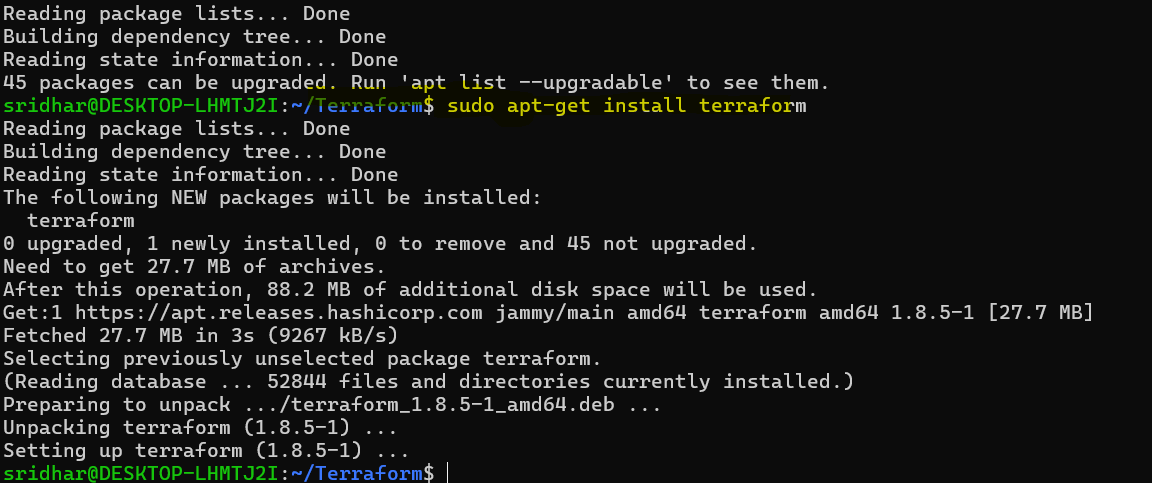 Reading package lists... Done
Building dependency tree... Done
Reading state information... Done
45 packages can be upgraded. Run 'apt list --upgradable' to see them.
sridhar@DESKTOP-LHMTJ2I:~/Terraform$ sudo apt-get install terraform
Reading package lists... Done
Building dependency tree... Done
Reading state information... Done
The following NEW packages will be installed:
  terraform
0 upgraded, 1 newly installed, 0 to remove and 45 not upgraded.
Need to get 27.7 MB of archives.
After this operation, 88.2 MB of additional disk space will be used.
Get:1 https://apt.releases.hashicorp.com jammy/main amd64 terraform amd64 1.8.5-1 [27.7 MB]
Fetched 27.7 MB in 3s (9267 kB/s)
Selecting previously unselected package terraform.
(Reading database ... 52844 files and directories currently installed.)
Preparing to unpack .../terraform_1.8.5-1_amd64.deb ...
Unpacking terraform (1.8.5-1) ...
Setting up terraform (1.8.5-1) ...
sridhar@DESKTOP-LHMTJ2I:~/Terraform$